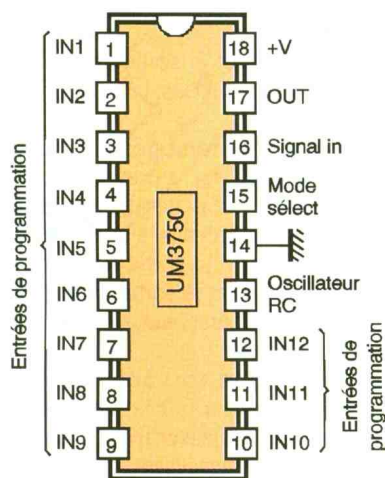 Entrées de programmation
IN1 1
IN2 2
IN3 3
IN4 4
IN5 5
IN6 6
IN7 7
IN8 8
IN9 9
UM3750
18 +V
17 OUT
16 Signal in
15 Mode
sélect
14
13 Oscillateur
RC
12 IN12
11 IN11
10 IN10
Entrées de
programmation